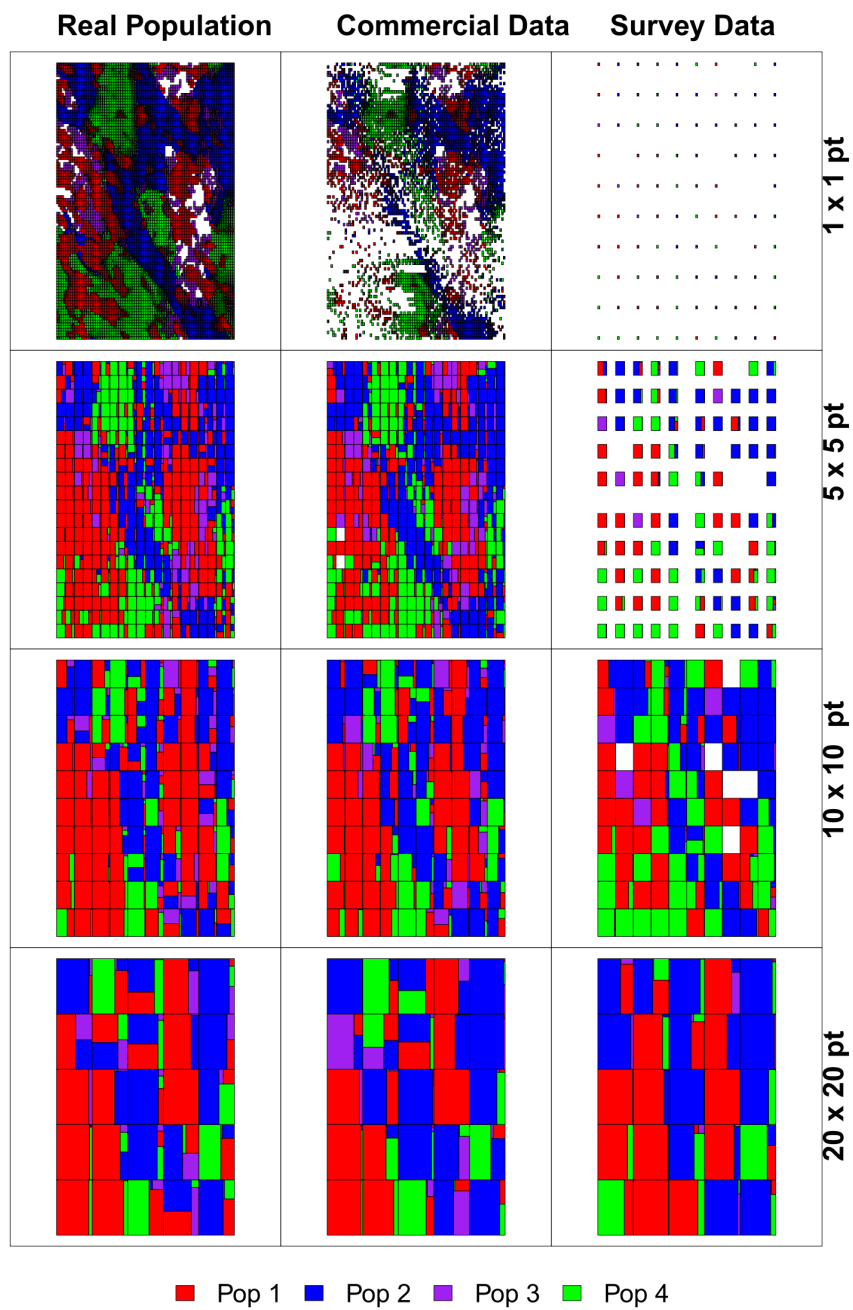 Real Population
Commercial Data
Survey Data
1 x 1 pt
5 x 5 pt
10 x 10 pt
20 x 20 pt
Pop 1 Pop 2 Pop 3 Pop 4